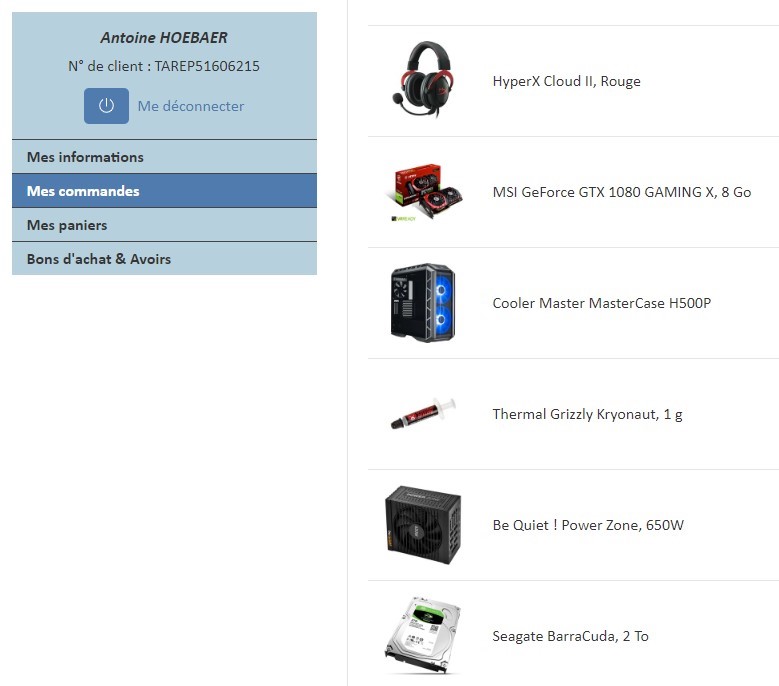 Antoine HOEBAER
N° de client : TAREP51606215
Me déconnecter
Mes informations
Mes commandes
Mes paniers
Bons d'achat & Avoirs
HyperX Cloud II, Rouge
MSI GeForce GTX 1080 GAMING X, 8 Go
Cooler Master MasterCase H500P
Thermal Grizzly Kryonaut, 1 g
Be Quiet ! Power Zone, 650W
Seagate BarraCuda, 2 To